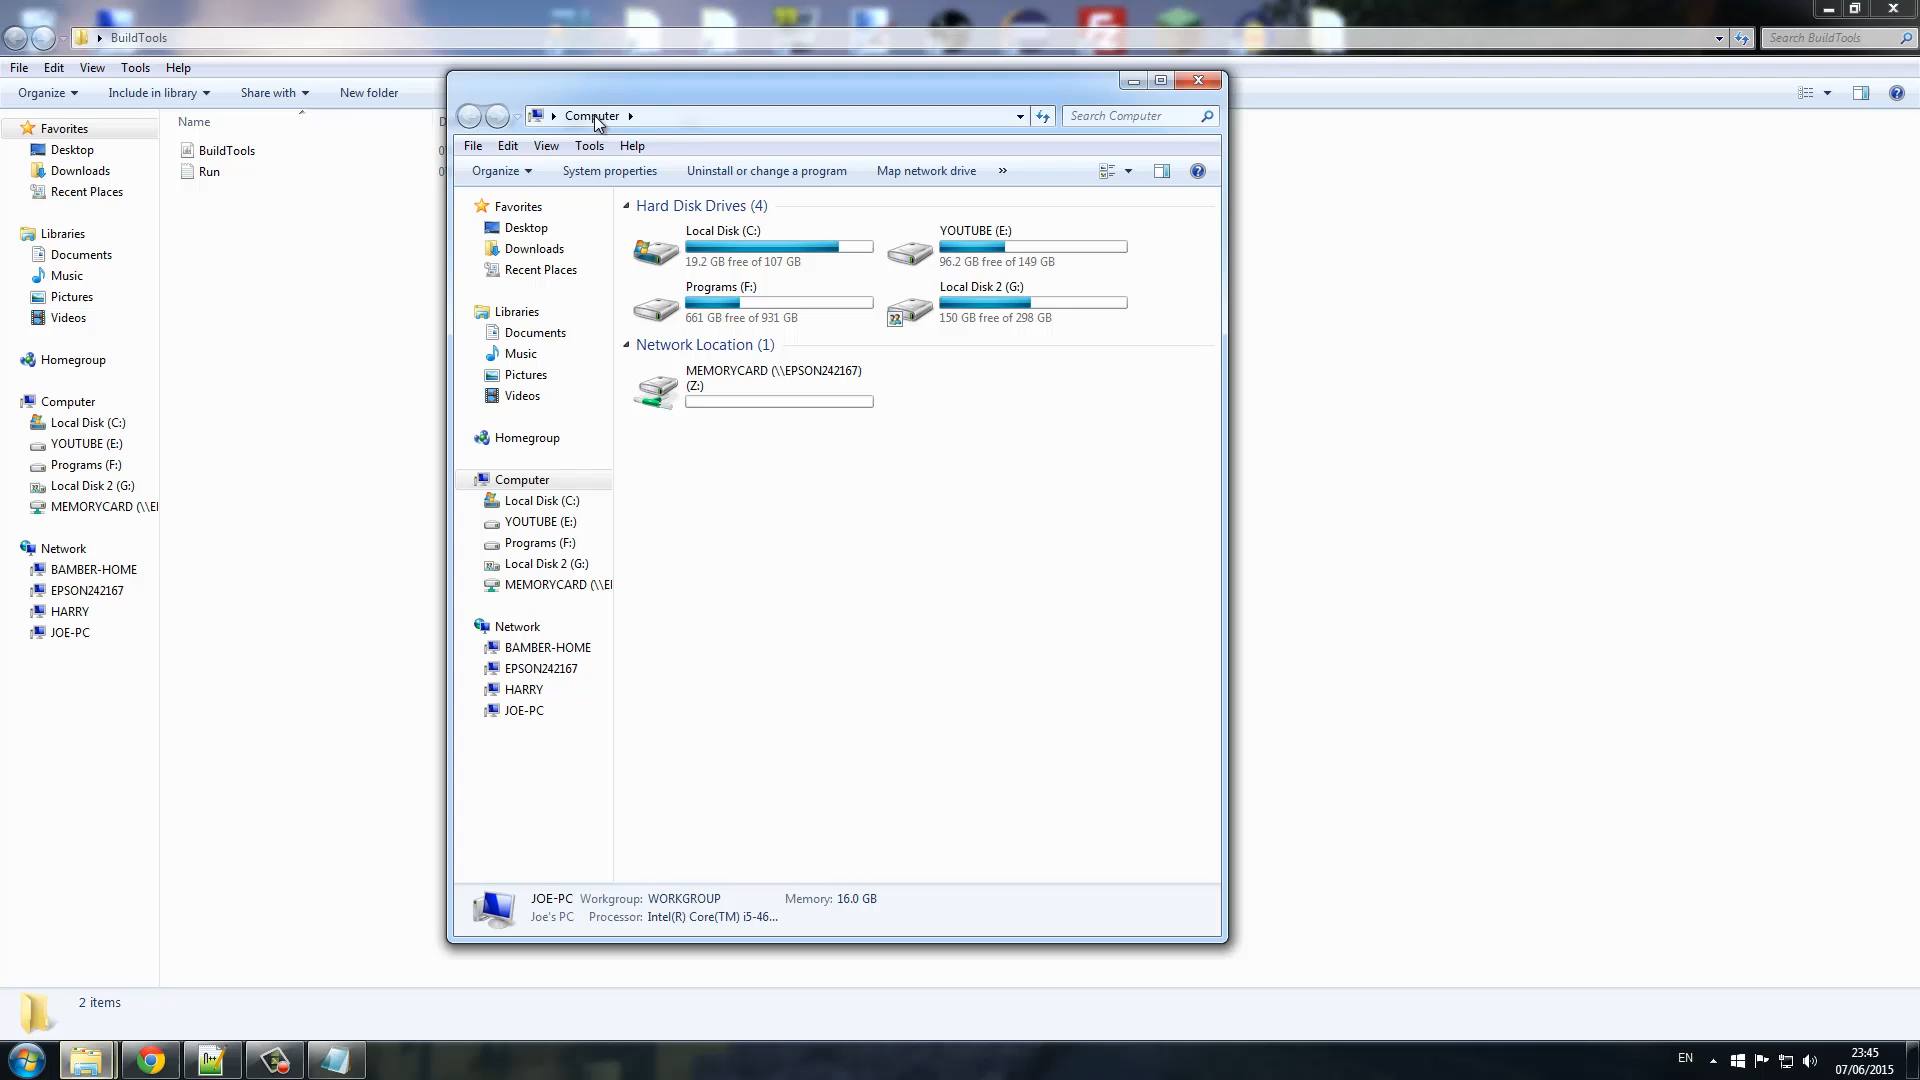 BuildTools
Search BuildTools
File Edit View Tools Help
Organize Include in library Share with New folder
Favorites
Desktop
Downloads
Recent Places
Libraries
Documents
Music
Pictures
Videos
Homegroup
Computer
Local Disk (C:)
YOUTUBE (E:)
Programs (F:)
Local Disk 2 (G:)
MEMORYCARD (\\E
Network
BAMBER-HOME
EPSON242167
HARRY
JOE-PC
Name
BuildTools
Run
2 items
Computer
Search Computer
File Edit View Tools Help
Organize System properties Uninstall or change a program Map network drive »
Favorites
Desktop
Downloads
Recent Places
Libraries
Documents
Music
Pictures
Videos
Homegroup
Computer
Local Disk (C:)
YOUTUBE (E:)
Programs (F:)
Local Disk 2 (G:)
MEMORYCARD (\\E
Network
BAMBER-HOME
EPSON242167
HARRY
JOE-PC
Hard Disk Drives (4)
Local Disk (C:)
19.2 GB free of 107 GB
YOUTUBE (E:)
96.2 GB free of 149 GB
Programs (F:)
661 GB free of 931 GB
Local Disk 2 (G:)
150 GB free of 298 GB
Network Location (1)
MEMORYCARD (\\EPSON242167)
(Z:)
JOE-PC Workgroup: WORKGROUP Memory: 16.0 GB
Joe's PC Processor: Intel(R) Core(TM) i5-46...
EN
23:45
07/06/2015